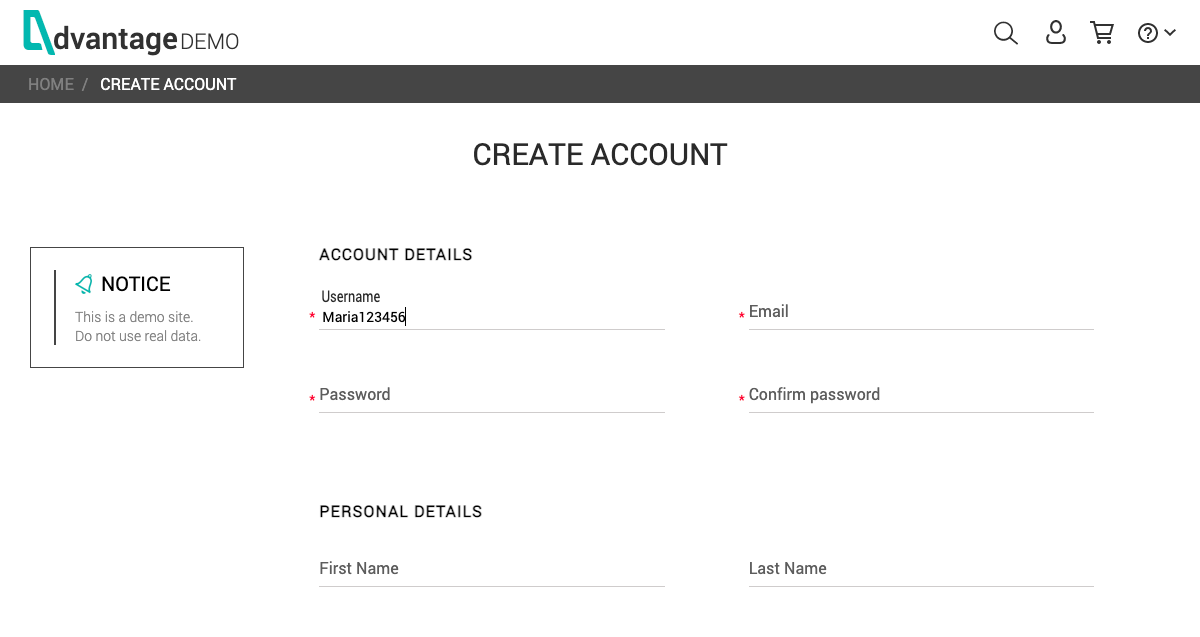 dvantage DEMO
HOME / CREATE ACCOUNT
CREATE ACCOUNT
NOTICE
This is a demo site.
Do not use real data.
ACCOUNT DETAILS
Username
* Maria123456
* Email
* Password
* Confirm password
PERSONAL DETAILS
First Name
Last Name